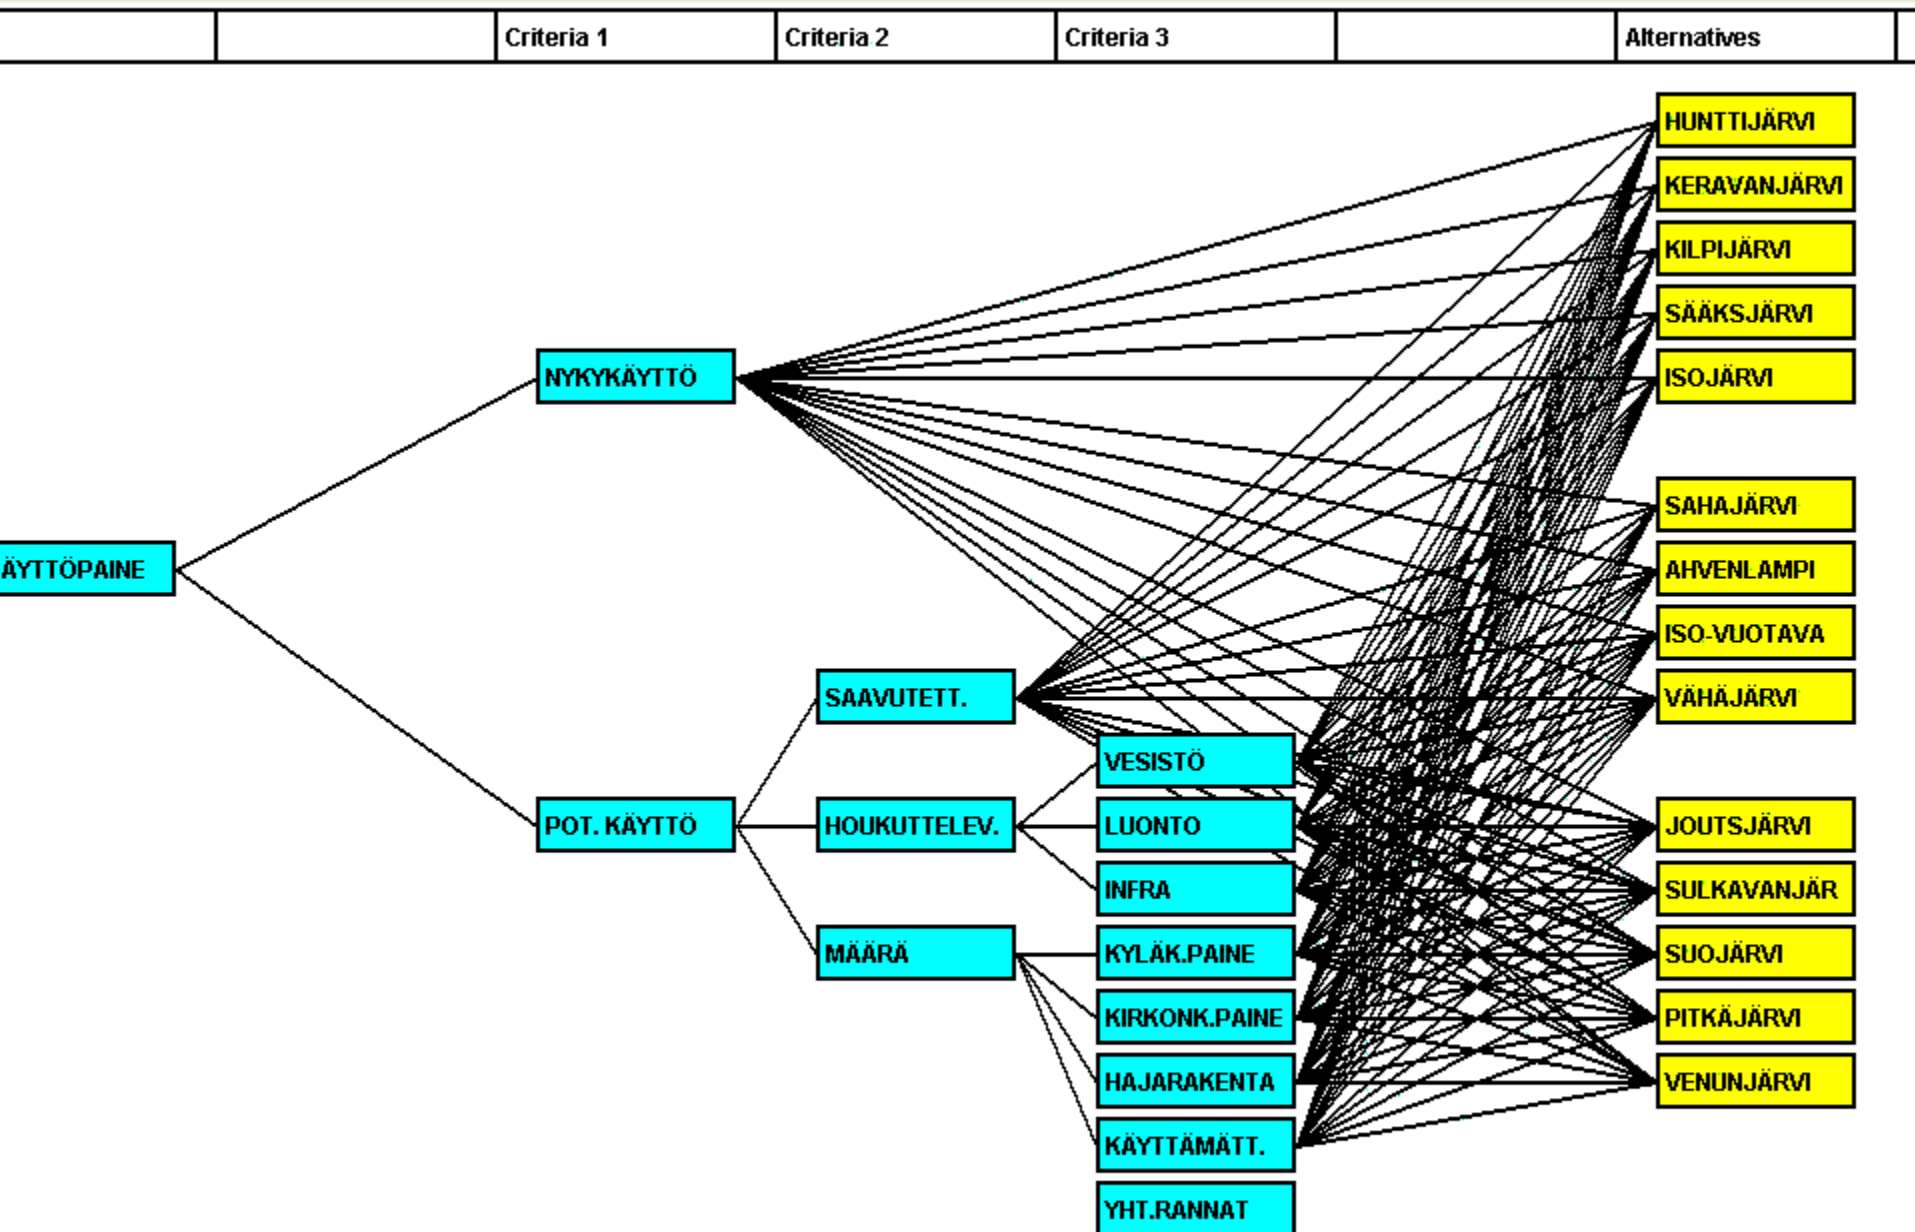 Criteria 1
Criteria 2
Criteria 3
Alternatives
HUNTTIJÄRVI
KERAVANJÄRVI
KILPIJÄRVI
SÄÄKSJÄRVI
NYKYKÄYTTÖ
ISOJÄRVI
SAHAJÄRVI
ÄYTTÖPAINE
AHVENLAMPI
ISO-VUOTAVA
SAAVUTETT.
VÄHÄJÄRVI
VESISTÖ
POT. KÄYTTÖ
HOUKUTTELEV.
LUONTO
JOUTSJÄRVI
INFRA
SULKAVANJÄR
MÄÄRÄ
KYLÄK.PAINE
SUOJÄRVI
KIRKONK.PAINE
PITKÄJÄRVI
HAJARAKENTA
VENUNJÄRVI
KÄYTTÄMÄTT.
YHT.RANNAT